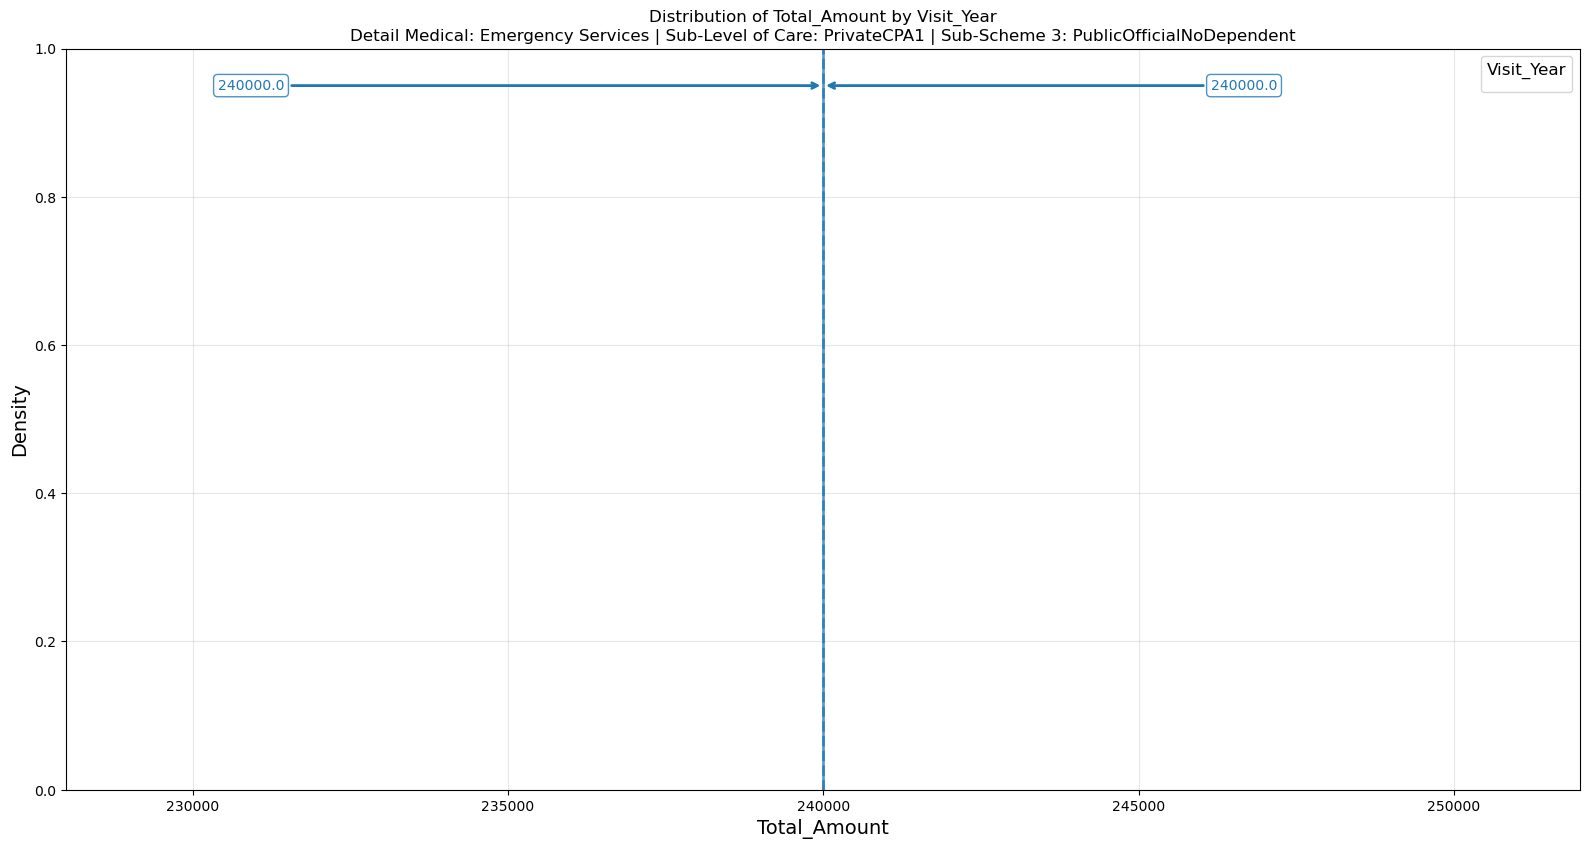 Distribution of Total_Amount by Visit_Year
Detail Medical: Emergency Services | Sub-Level of Care: PrivateCPA1 | Sub-Scheme 3: PublicOfficialNoDependent
1.0
240000.0
240000.0
Visit_Year
0.8
0.6
Density
0.4
0.2
0.0
230000
235000
240000
245000
250000
Total_Amount